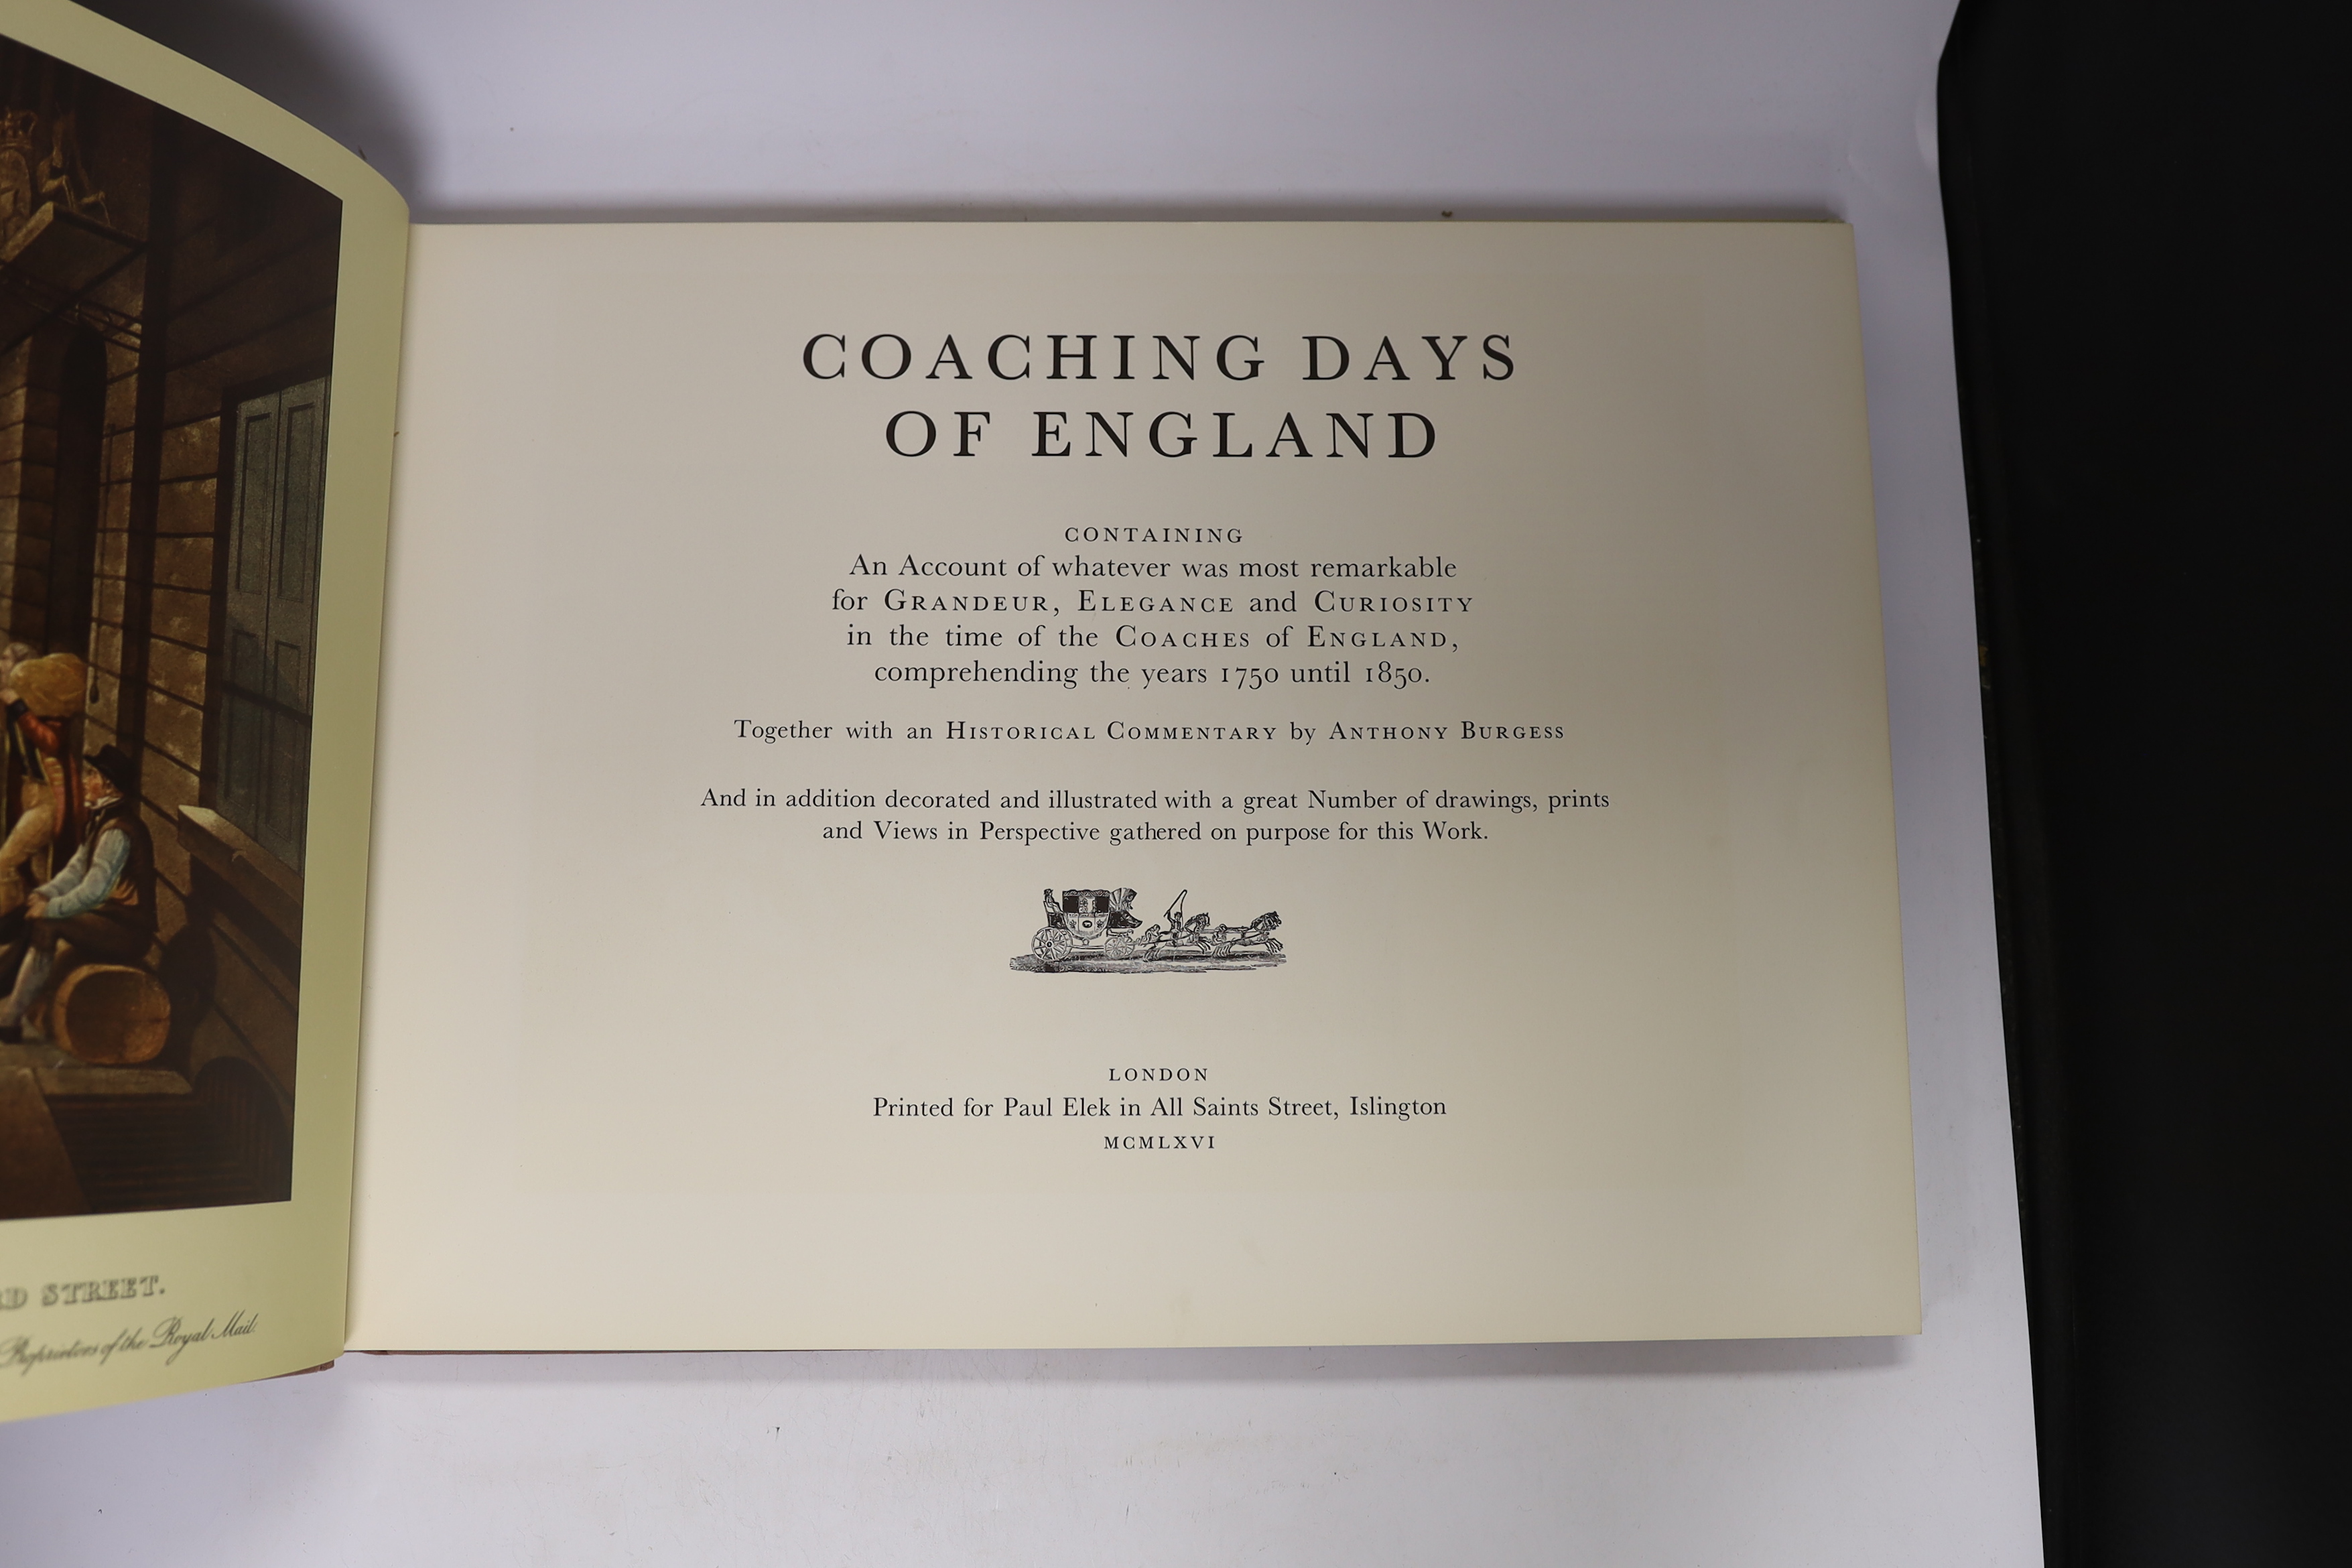 STREET.
Proprietors of the Royal Mail.
COACHING DAYS
OF ENGLAND
CONTAINING
An Account of whatever was most remarkable
for GRANDEUR, ELEGANCE and CURIOSITY
in the time of the COACHES of ENGLAND,
comprehending the years 1750 until 1850.
Together with an HISTORICAL COMMENTARY by ANTHONY BURGESS
And in addition decorated and illustrated with a great Number of drawings, prints
and Views in Perspective gathered on purpose for this Work.
LONDON
Printed for Paul Elek in All Saints Street, Islington
MCMLXVI